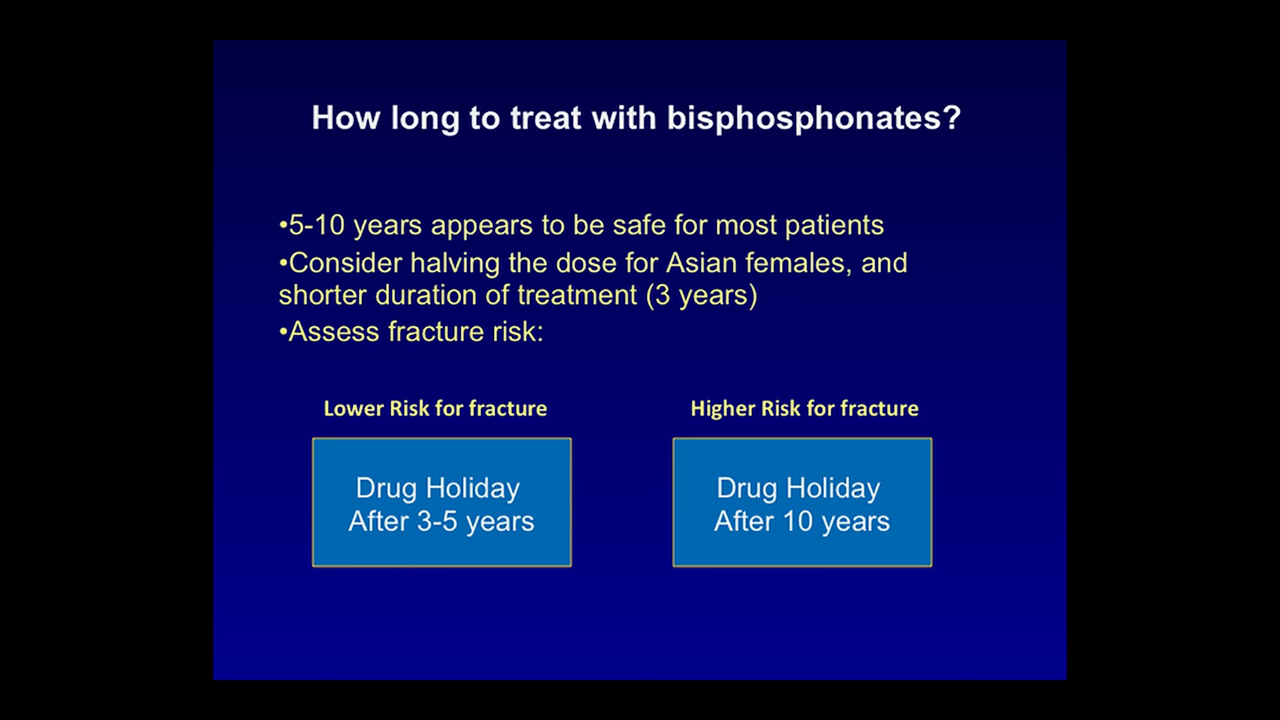 How long to treat with bisphosphonates?
•5-10 years appears to be safe for most patients
•Consider halving the dose for Asian females, and
shorter duration of treatment (3 years)
•Assess fracture risk:
Lower Risk for fracture
Higher Risk for fracture
Drug Holiday
After 3-5 years
Drug Holiday
After 10 years